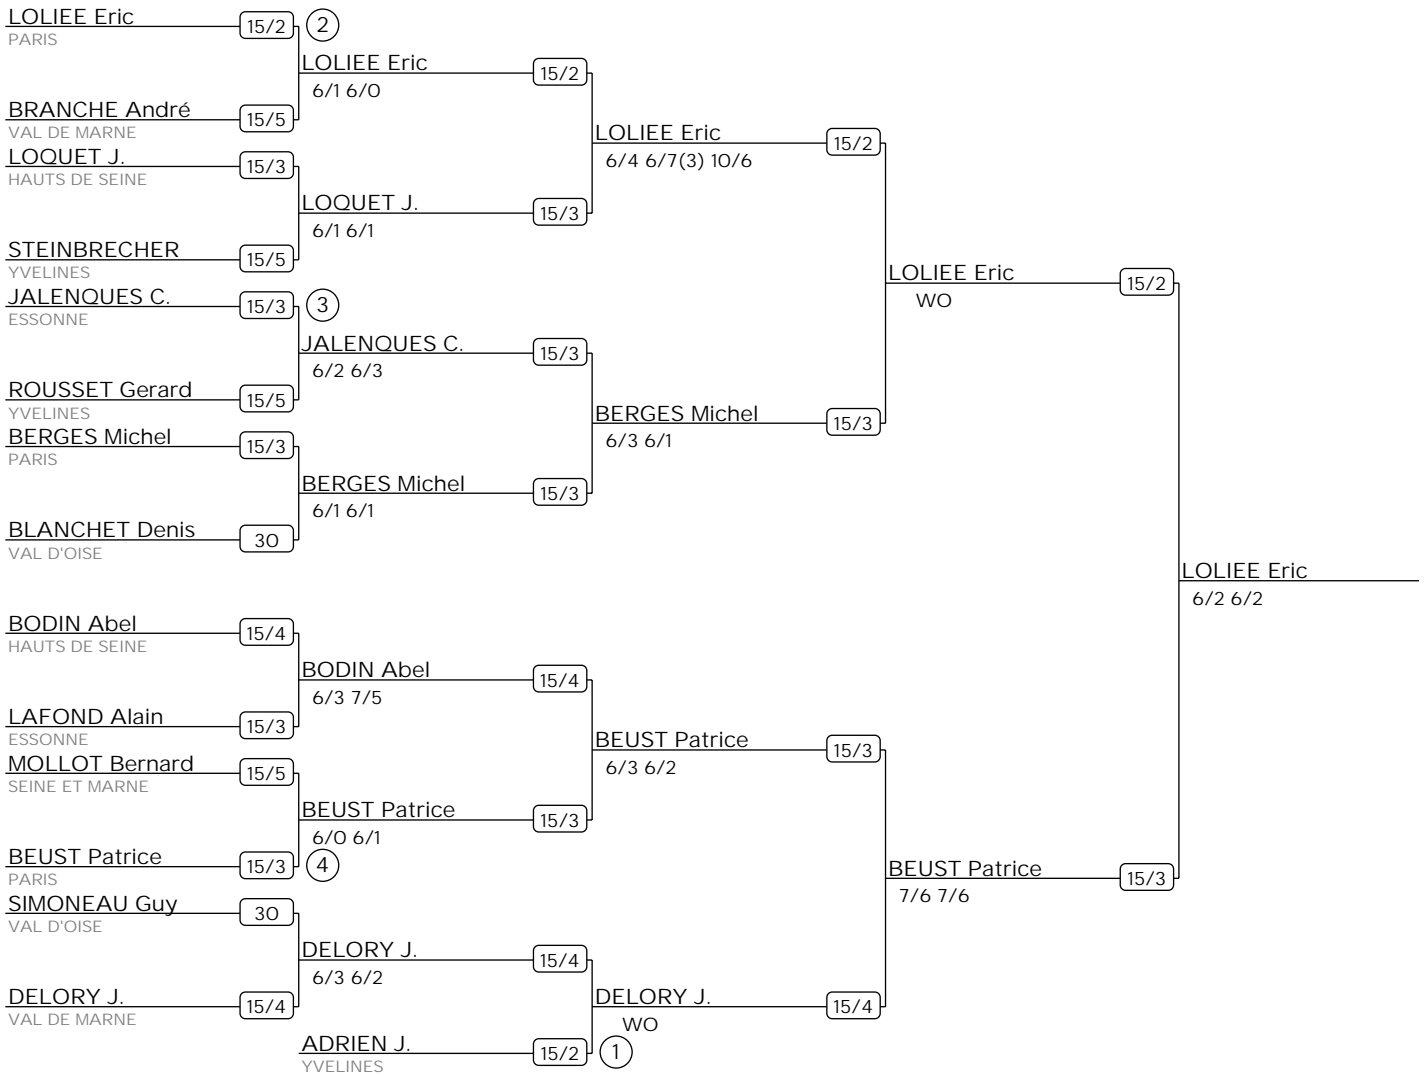 LOLIEE Eric 15/2 2
PARIS
LOLIEE Eric 15/2
6/1 6/0
BRANCHE André 15/5
VAL DE MARNE
LOLIEE Eric 15/2
6/4 6/7(3) 10/6
LOQUET J. 15/3
HAUTS DE SEINE
LOQUET J. 15/3
6/1 6/1
STEINBRECHER 15/5
YVELINES
LOLIEE Eric 15/2
WO
JALENQUES C. 15/3 3
ESSONNE
JALENQUES C. 15/3
6/2 6/3
ROUSSET Gerard 15/5
YVELINES
BERGES Michel 15/3
6/3 6/1
BERGES Michel 15/3
PARIS
BERGES Michel 15/3
6/1 6/1
BLANCHET Denis 30
VAL D'OISE
LOLIEE Eric
6/2 6/2
BODIN Abel 15/4
HAUTS DE SEINE
BODIN Abel 15/4
6/3 7/5
LAFOND Alain 15/3
ESSONNE
BEUST Patrice 15/3
6/3 6/2
MOLLOT Bernard 15/5
SEINE ET MARNE
BEUST Patrice 15/3
6/0 6/1
BEUST Patrice 15/3 4
PARIS
BEUST Patrice 15/3
7/6 7/6
SIMONEAU Guy 30
VAL D'OISE
DELORY J. 15/4
6/3 6/2
DELORY J. 15/4
VAL DE MARNE
DELORY J. 15/4
WO
ADRIEN J. 15/2 1
YVELINES